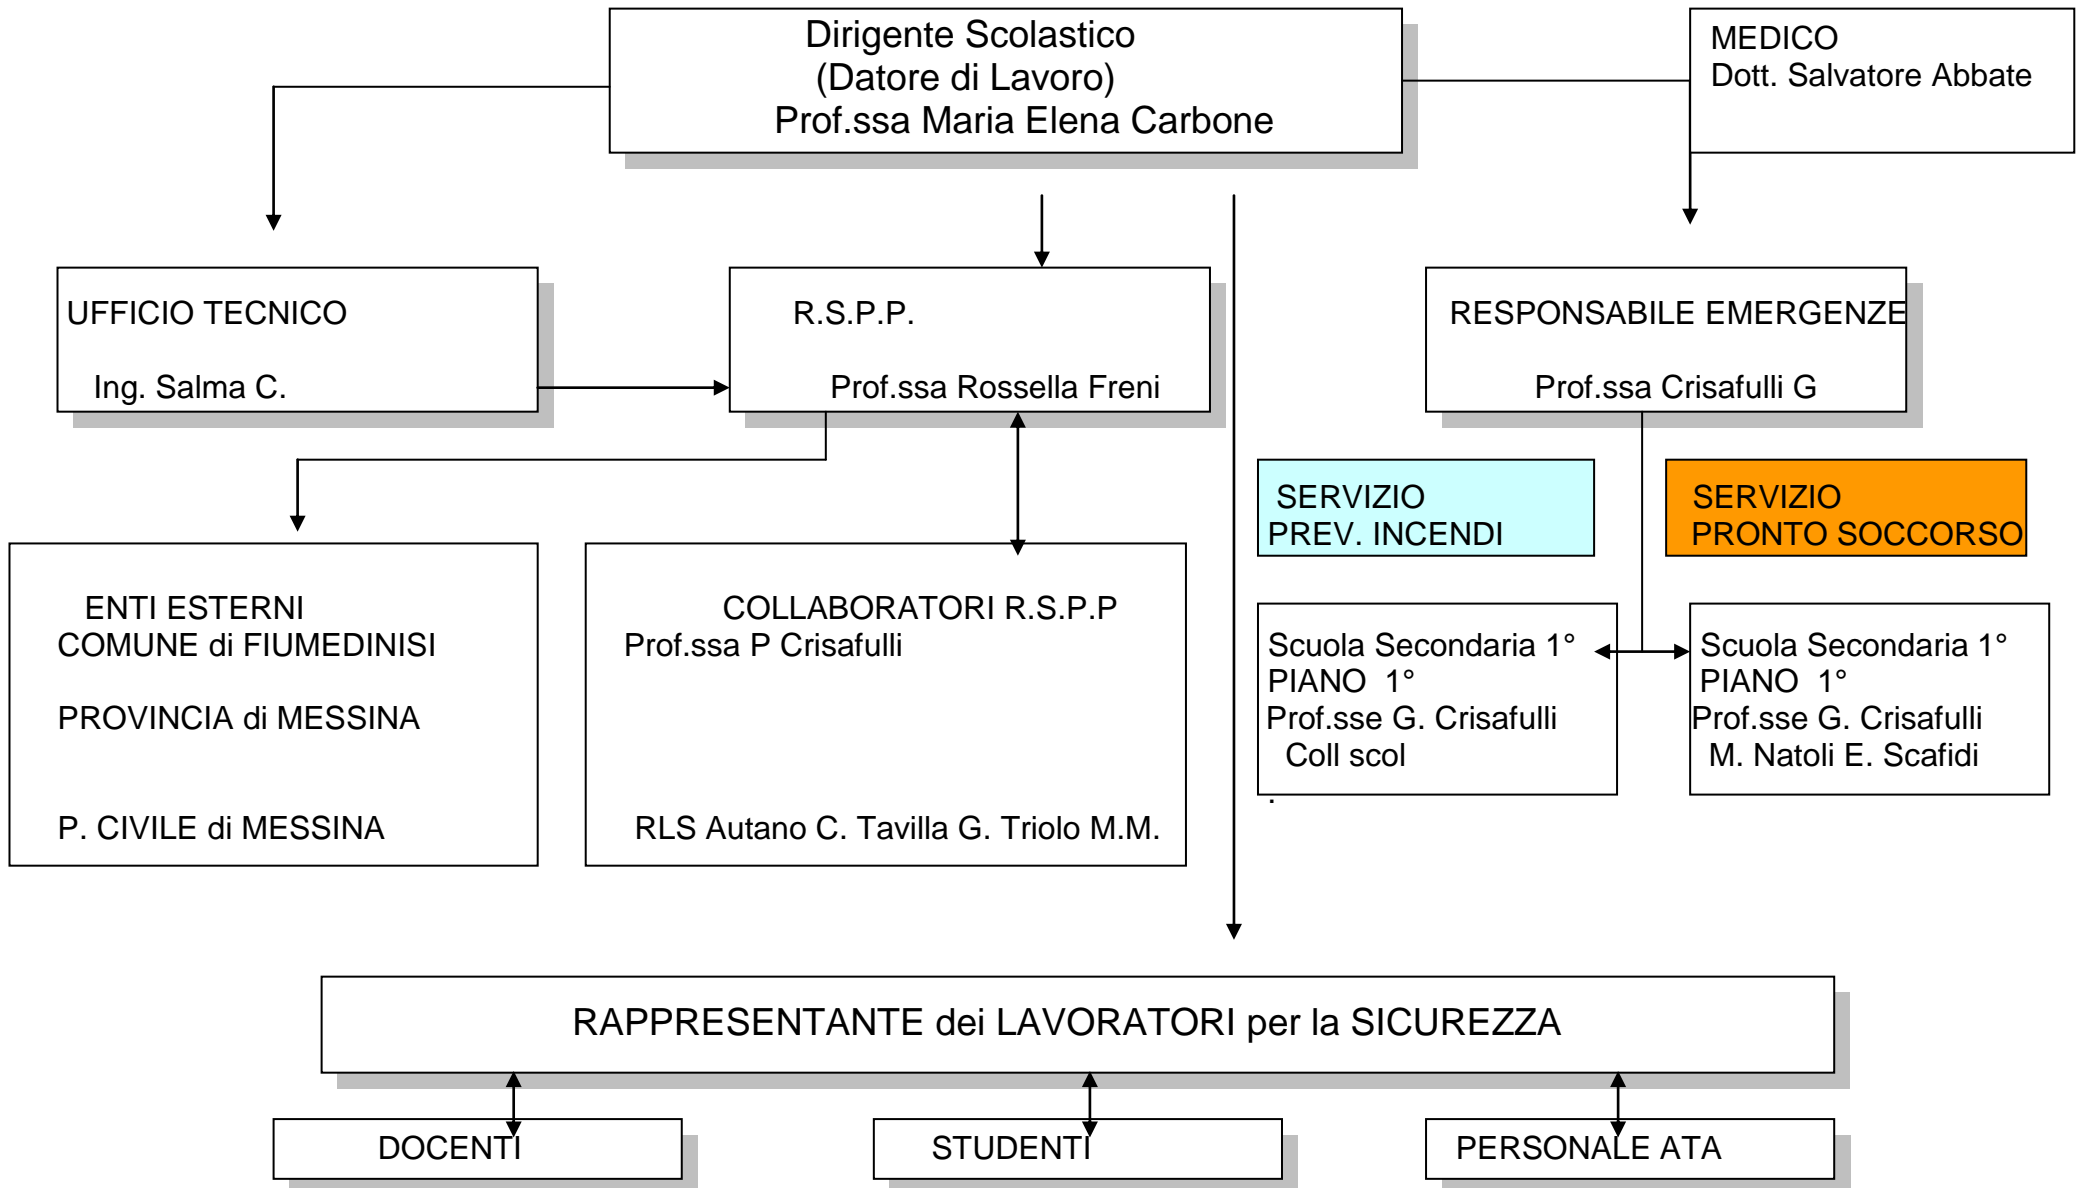 Dirigente Scolastico
(Datore di Lavoro)
Prof.ssa Maria Elena Carbone
MEDICO
Dott. Salvatore Abbate
UFFICIO TECNICO
Ing. Salma C.
R.S.P.P.
Prof.ssa Rossella Freni
RESPONSABILE EMERGENZE
Prof.ssa Crisafulli G
SERVIZIO
PREV. INCENDI
SERVIZIO
PRONTO SOCCORSO
ENTI ESTERNI
COMUNE di FIUMEDINISI
PROVINCIA di MESSINA
P. CIVILE di MESSINA
COLLABORATORI R.S.P.P
Prof.ssa P Crisafulli
RLS Autano C. Tavilla G. Triolo M.M.
Scuola Secondaria 1°
PIANO 1°
Prof.sse G. Crisafulli
Coll scol
.
Scuola Secondaria 1°
PIANO 1°
Prof.sse G. Crisafulli
M. Natoli E. Scafidi
RAPPRESENTANTE dei LAVORATORI per la SICUREZZA
DOCENTI
STUDENTI
PERSONALE ATA